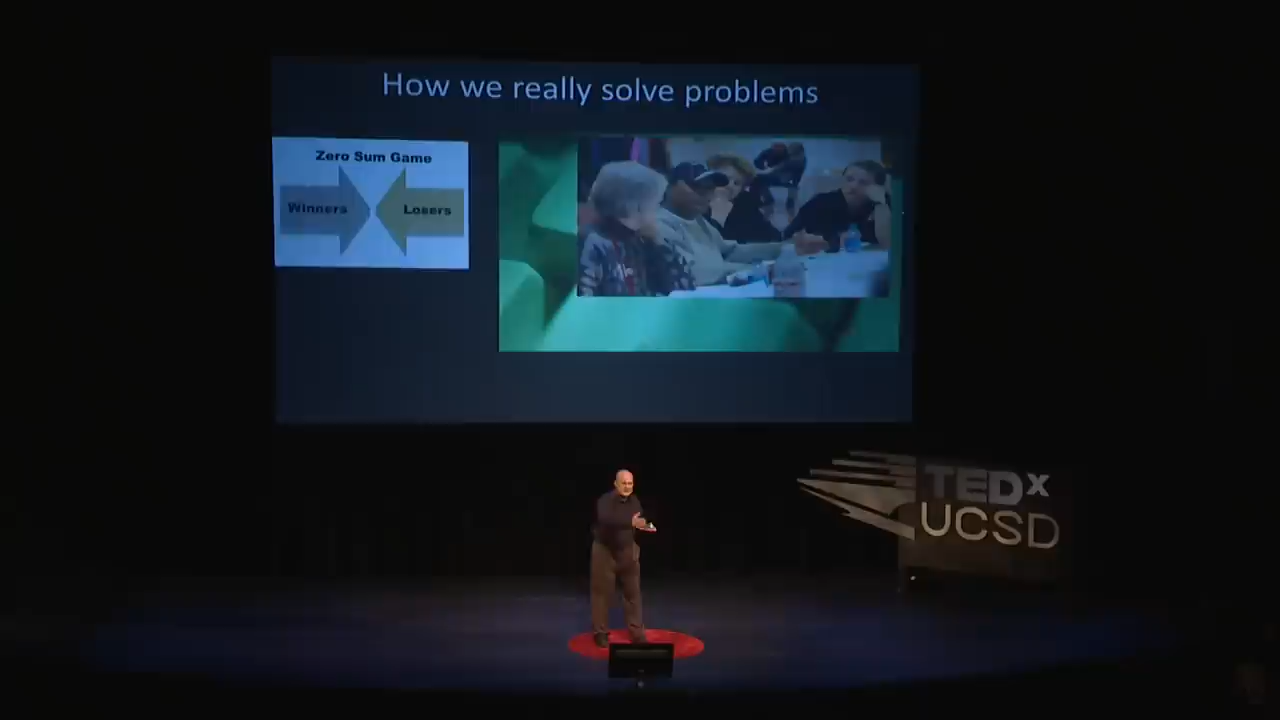 How we really solve problems
Zero Sum Game
Winners
Losers
TEDx
UCSD